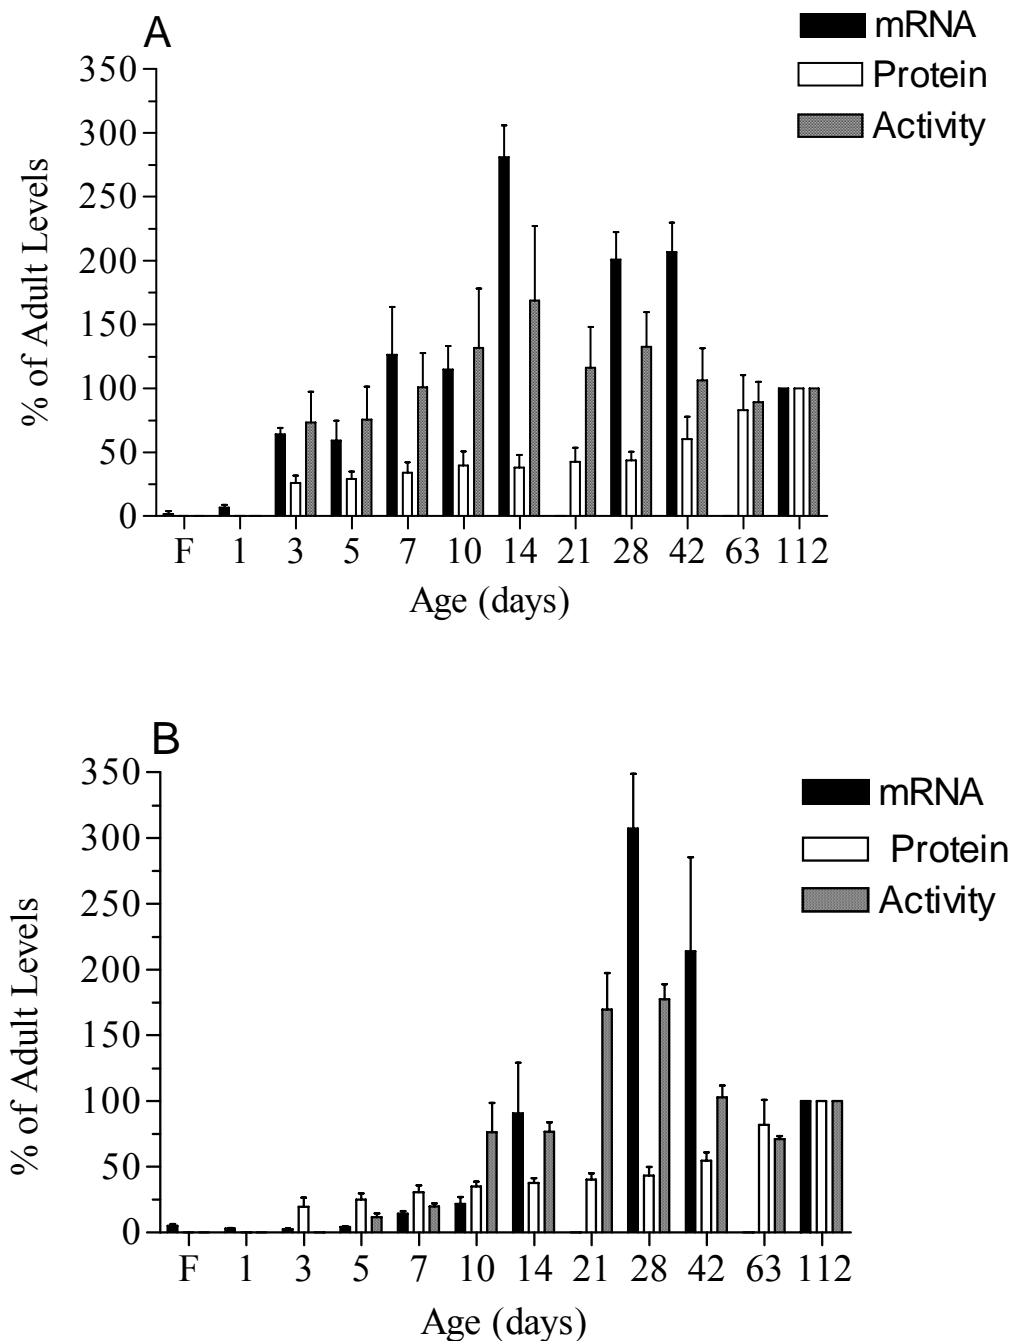 A
mRNA
Protein
Activity
350
300
250
200
150
100
50
0
% of Adult Levels
F 1 3 5 7 10 14 21 28 42 63 112
Age (days)
B
mRNA
Protein
Activity
350
300
250
200
150
100
50
0
% of Adult Levels
F 1 3 5 7 10 14 21 28 42 63 112
Age (days)